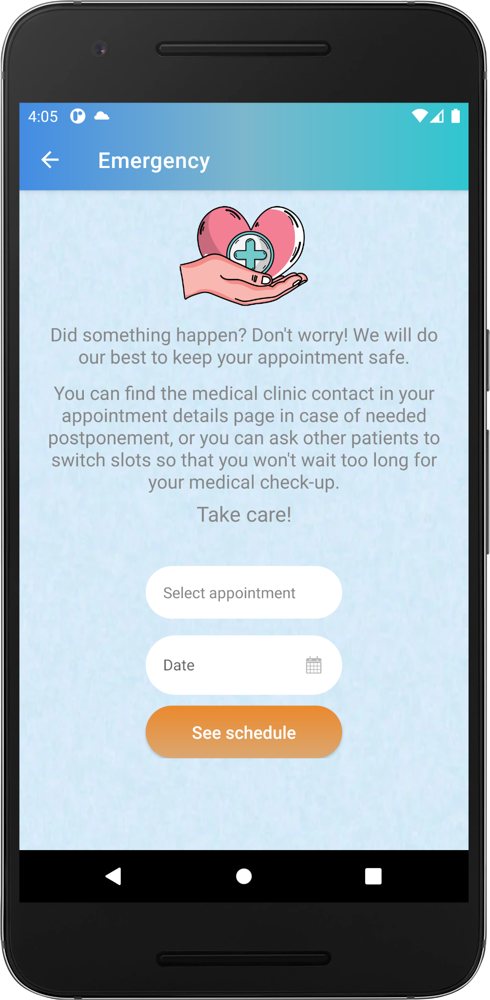 4:05
Emergency
Did something happen? Don't worry! We will do
our best to keep your appointment safe.
You can find the medical clinic contact in your
appointment details page in case of needed
postponement, or you can ask other patients to
switch slots so that you won't wait too long for
your medical check-up.
Take care!
Select appointment
Date
See schedule